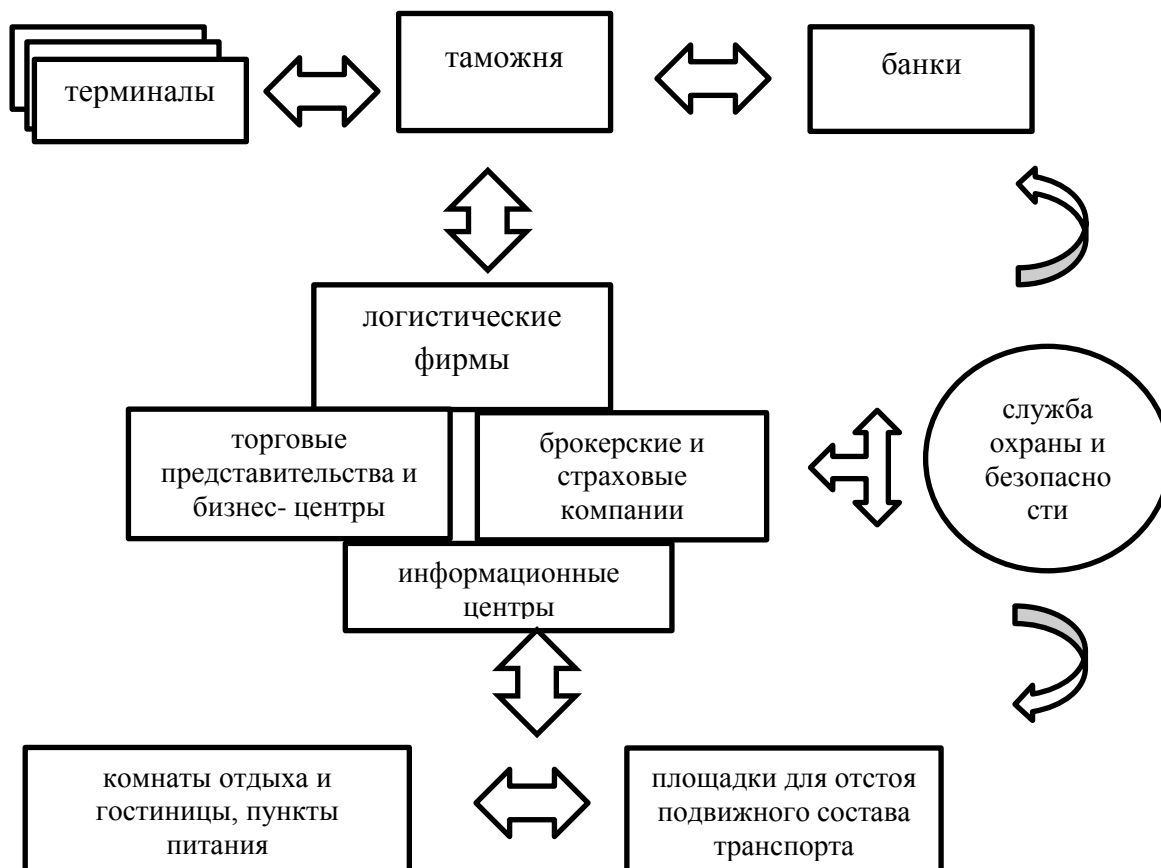 терминалы
таможня
банки
логистические
фирмы
торговые
представительства и
бизнес- центры
брокерские и
страховые
компании
служба
охраны и
безопасно
сти
информационные
центры
комнаты отдыха и
гостиницы, пункты
питания
площадки для отстоя
подвижного состава
транспорта